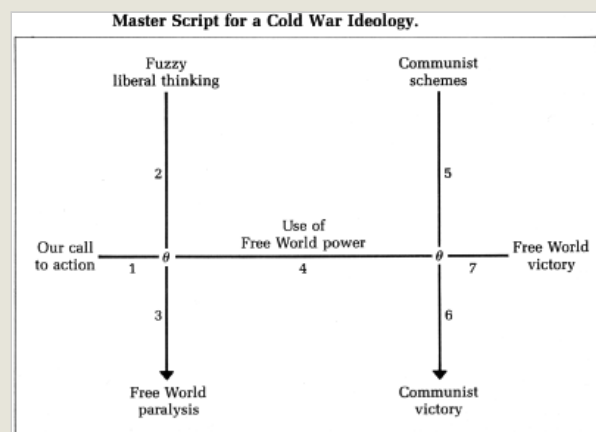 Master Script for a Cold War Ideology.
Fuzzy
liberal thinking
Communist
schemes
2
5
Use of
Free World power
Our call
to action
θ
θ
Free World
victory
1
4
7
3
6
Free World
paralysis
Communist
victory